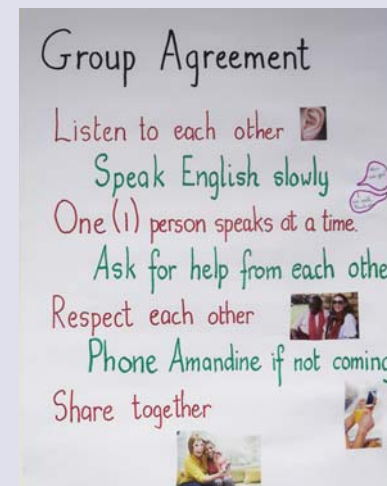 Group Agreement
Listen to each other
Speak English slowly
One (1) person speaks at a time.
Ask for help from each othe
Respect each other
Phone Amandine if not coming
Share together